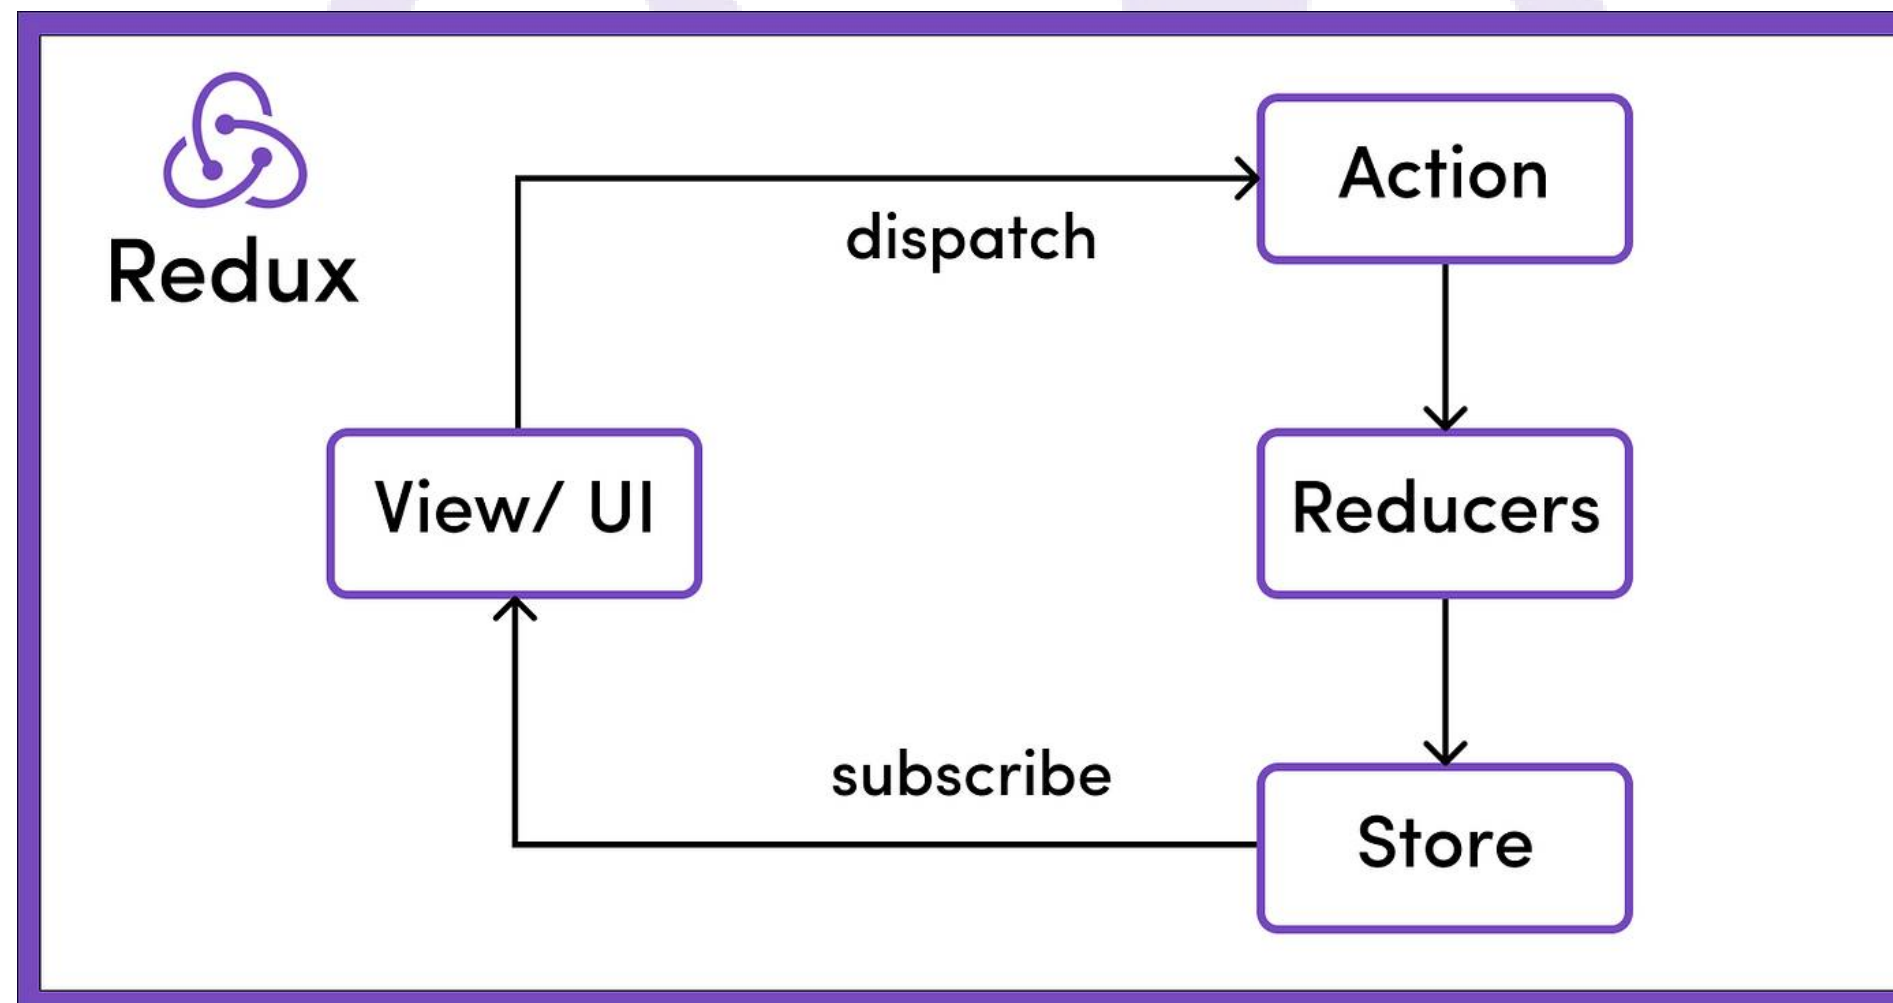 Redux
dispatch
Action
View/ UI
Reducers
subscribe
Store